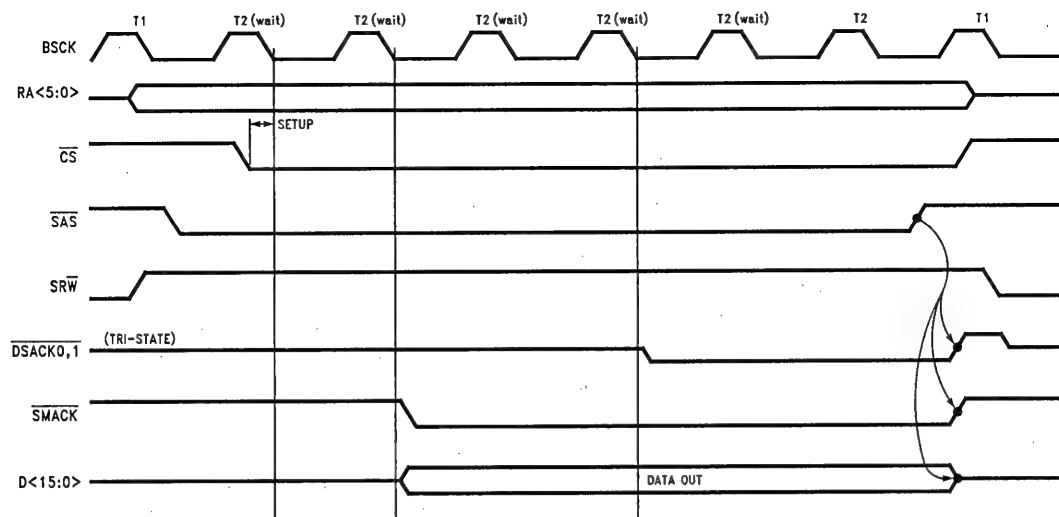 T1 T2 (wait) T2 (wait) T2 (wait) T2 (wait) T2 (wait) T2 T1
BSCK
RA<5:0>
SETUP
CS
SAS
SRW
(TRI-STATE)
DSACK0,1
SMACK
D<15:0> DATA OUT